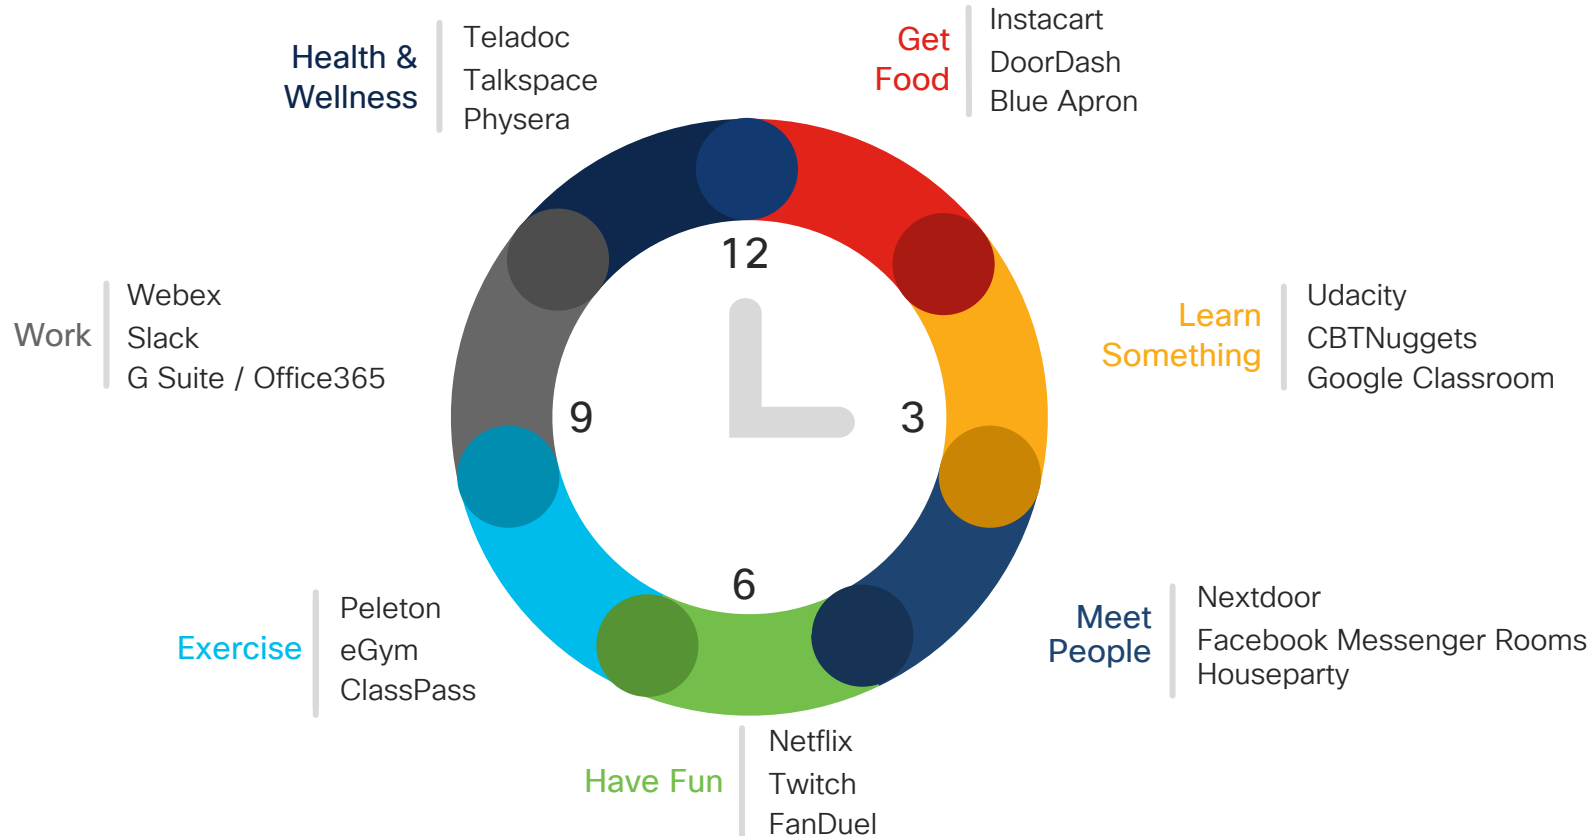 Health &
Wellness
Teladoc
Talkspace
Physera
Get
Food
Instacart
DoorDash
Blue Apron
Work
Webex
Slack
G Suite / Office365
12
9
3
6
Learn
Something
Udacity
CBTNuggets
Google Classroom
Exercise
Peleton
eGym
ClassPass
Meet
People
Nextdoor
Facebook Messenger Rooms
Houseparty
Have Fun
Netflix
Twitch
FanDuel